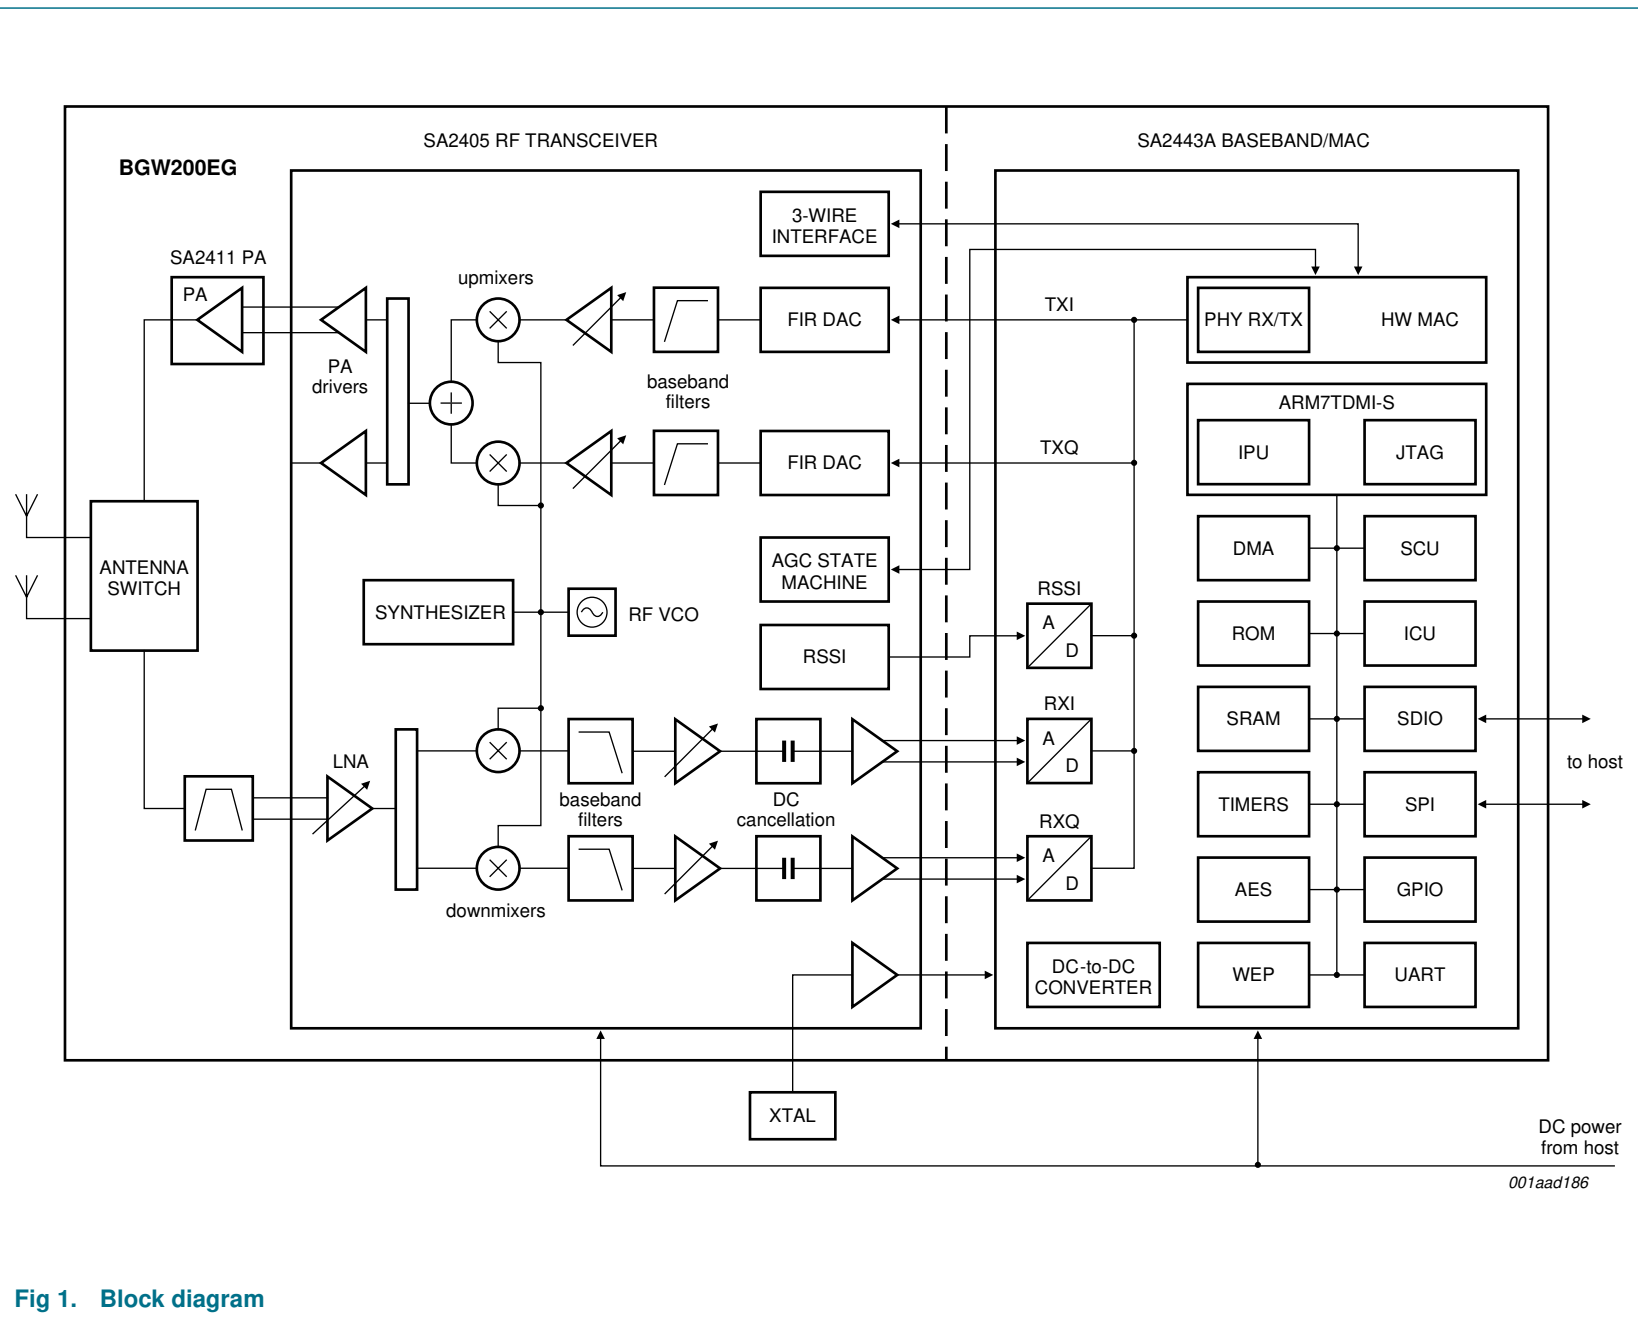 SA2405 RF TRANSCEIVER
SA2443A BASEBAND/MAC
BGW200EG
3-WIRE
INTERFACE
SA2411 PA
PA
upmixers
FIR DAC
TXI
PHY RX/TX
HW MAC
PA
drivers
baseband
filters
ARM7TDMI-S
IPU
JTAG
FIR DAC
TXQ
ANTENNA
SWITCH
AGC STATE
MACHINE
DMA
SCU
SYNTHESIZER
RF VCO
RSSI
RSSI
A
D
ROM
ICU
RXI
A
D
SRAM
SDIO
to host
LNA
baseband
filters
DC
cancellation
TIMERS
SPI
RXQ
A
D
downmixers
AES
GPIO
DC-to-DC
CONVERTER
WEP
UART
XTAL
DC power
from host
001aad186
Fig 1. Block diagram